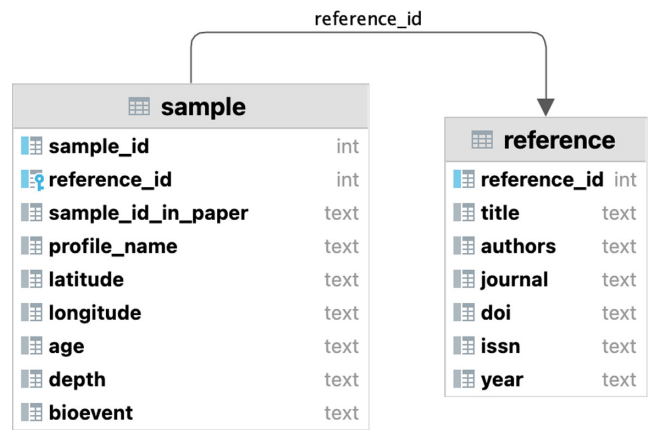 reference_id
sample
sample_id int
reference_id int
sample_id_in_paper text
profile_name text
latitude text
longitude text
age text
depth text
bioevent text
reference
reference_id int
title text
authors text
journal text
doi text
issn text
year text